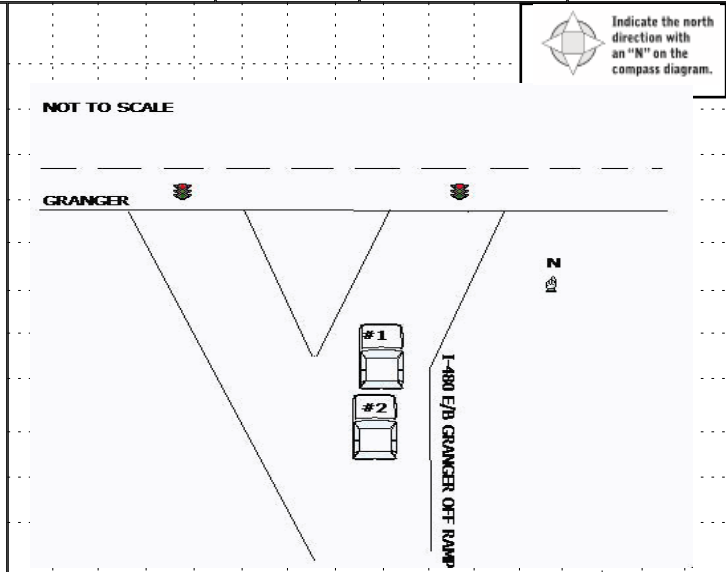 Indicate the north
direction with
an "N" on the
compass diagram.
NOT TO SCALE
GRANGER
N
#1
#2
I-480 E/B GRANGER OFF RAMP